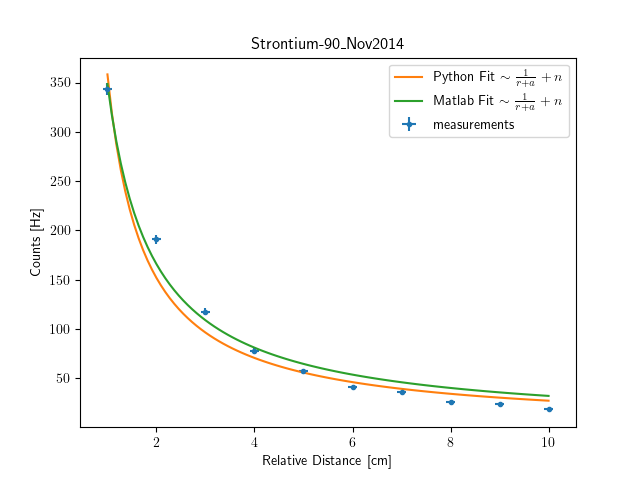 Strontium-90_Nov2014
Python Fit ∼ 1/(r+a) + n
Matlab Fit ∼ 1/(r+a) + n
measurements
350
300
250
200
150
100
50
Counts [Hz]
2 4 6 8 10
Relative Distance [cm]